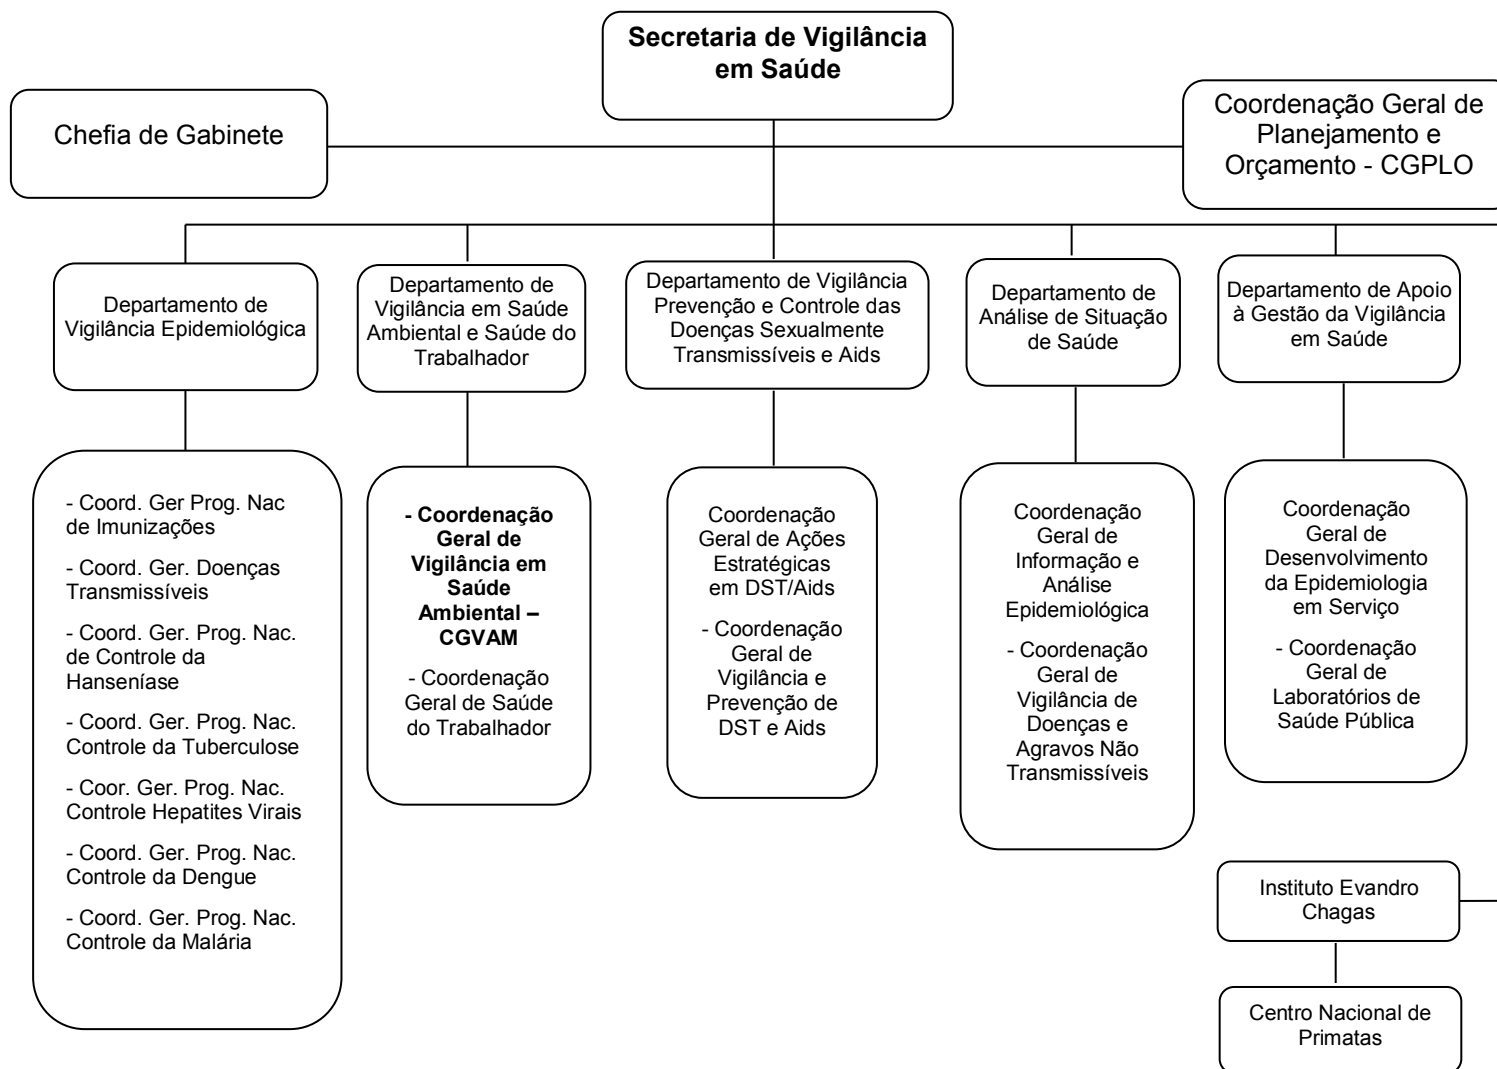 Secretaria de Vigilância
em Saúde
Chefia de Gabinete
Coordenação Geral de
Planejamento e
Orçamento - CGPLO
Departamento de
Vigilância Epidemiológica
Departamento de
Vigilância em Saúde
Ambiental e Saúde do
Trabalhador
Departamento de Vigilância
Prevenção e Controle das
Doenças Sexualmente
Transmissíveis e Aids
Departamento de
Análise de Situação
de Saúde
Departamento de Apoio
à Gestão da Vigilância
em Saúde
- Coord. Ger Prog. Nac
de Imunizações
- Coord. Ger. Doenças
Transmissíveis
- Coord. Ger. Prog. Nac.
de Controle da
Hanseníase
- Coord. Ger. Prog. Nac.
Controle da Tuberculose
- Coor. Ger. Prog. Nac.
Controle Hepatites Virais
- Coord. Ger. Prog. Nac.
Controle da Dengue
- Coord. Ger. Prog. Nac.
Controle da Malária
- Coordenação
Geral de
Vigilância em
Saúde
Ambiental –
CGVAM
- Coordenação
Geral de Saúde
do Trabalhador
Coordenação
Geral de Ações
Estratégicas
em DST/Aids
- Coordenação
Geral de
Vigilância e
Prevenção de
DST e Aids
Coordenação
Geral de
Informação e
Análise
Epidemiológica
- Coordenação
Geral de
Vigilância de
Doenças e
Agravos Não
Transmissíveis
Coordenação
Geral de
Desenvolvimento
da Epidemiologia
em Serviço
- Coordenação
Geral de
Laboratórios de
Saúde Pública
Instituto Evandro
Chagas
Centro Nacional de
Primatas